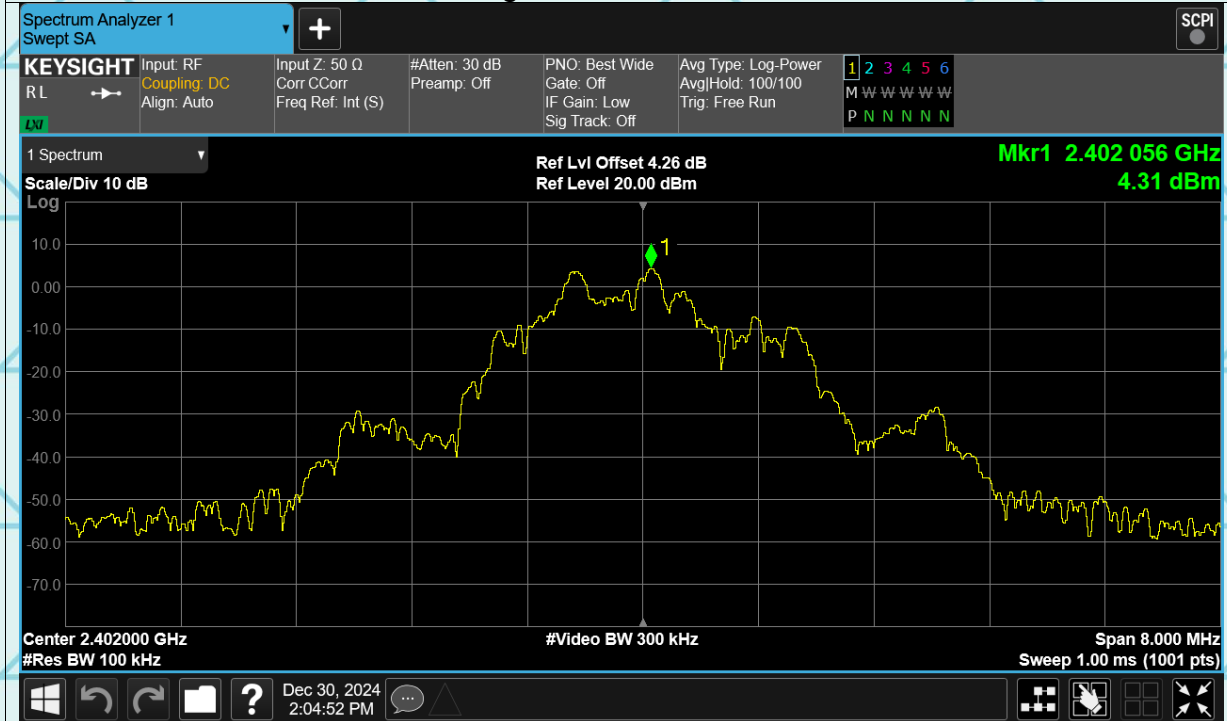 Spectrum Analyzer 1
Swept SA
+
SCPI
KEYSIGHT
R L
LXI
Input: RF
Coupling: DC
Align: Auto
Input Z: 50 Ω
Corr CCorr
Freq Ref: Int (S)
#Atten: 30 dB
Preamp: Off
PNO: Best Wide
Gate: Off
IF Gain: Low
Sig Track: Off
Avg Type: Log-Power
Avg|Hold: 100/100
Trig: Free Run
1 2 3 4 5 6
M W W W W W
P N N N N N
1 Spectrum
Scale/Div 10 dB
Ref Lvl Offset 4.26 dB
Ref Level 20.00 dBm
Mkr1 2.402 056 GHz
4.31 dBm
Log
10.0
0.00
-10.0
-20.0
-30.0
-40.0
-50.0
-60.0
-70.0
1
Center 2.402000 GHz
#Res BW 100 kHz
#Video BW 300 kHz
Span 8.000 MHz
Sweep 1.00 ms (1001 pts)
?
Dec 30, 2024
2:04:52 PM